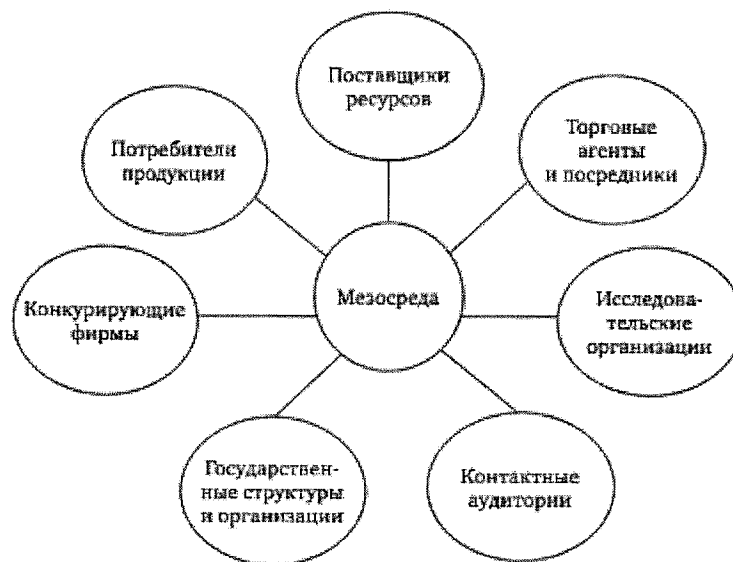 Поставщики
ресурсов
Торговые
агенты
и посредники
Потребители
продукции
Мезосреда
Конкурирующие
фирмы
Исследова-
тельские
организации
Государствен-
ные структуры
и организации
Контактные
аудитории